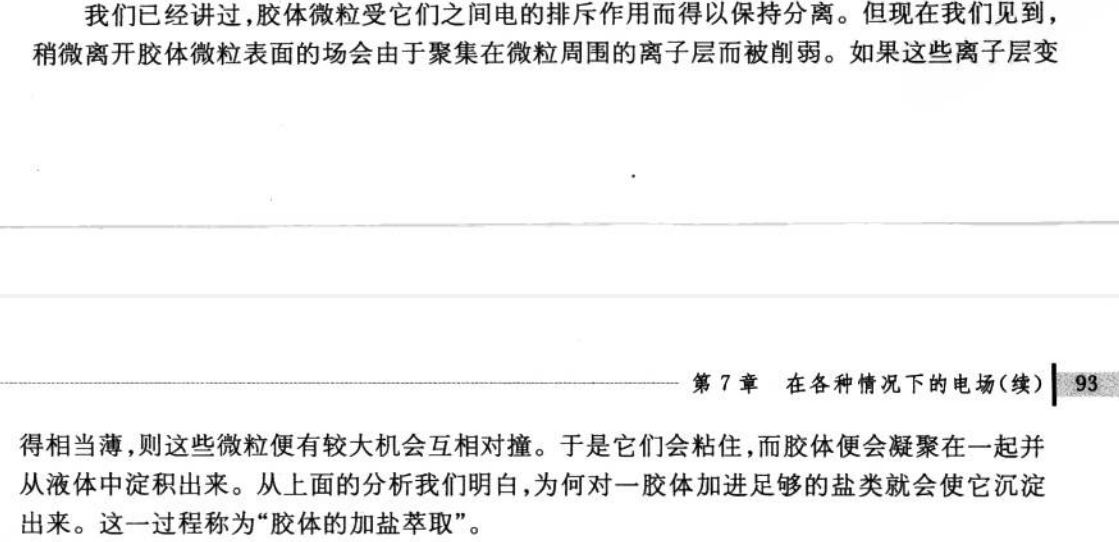 我们已经讲过,胶体微粒受它们之间电的排斥作用而得以保持分离。但现在我们见到,
稍微离开胶体微粒表面的场会由于聚集在微粒周围的离子层而被削弱。如果这些离子层变
第 7 章 在各种情况下的电场(续) 93
得相当薄,则这些微粒便有较大机会互相对撞。于是它们会粘住,而胶体便会凝聚在一起并
从液体中淀积出来。从上面的分析我们明白,为何对一胶体加进足够的盐类就会使它沉淀
出来。这一过程称为“胶体的加盐萃取”。